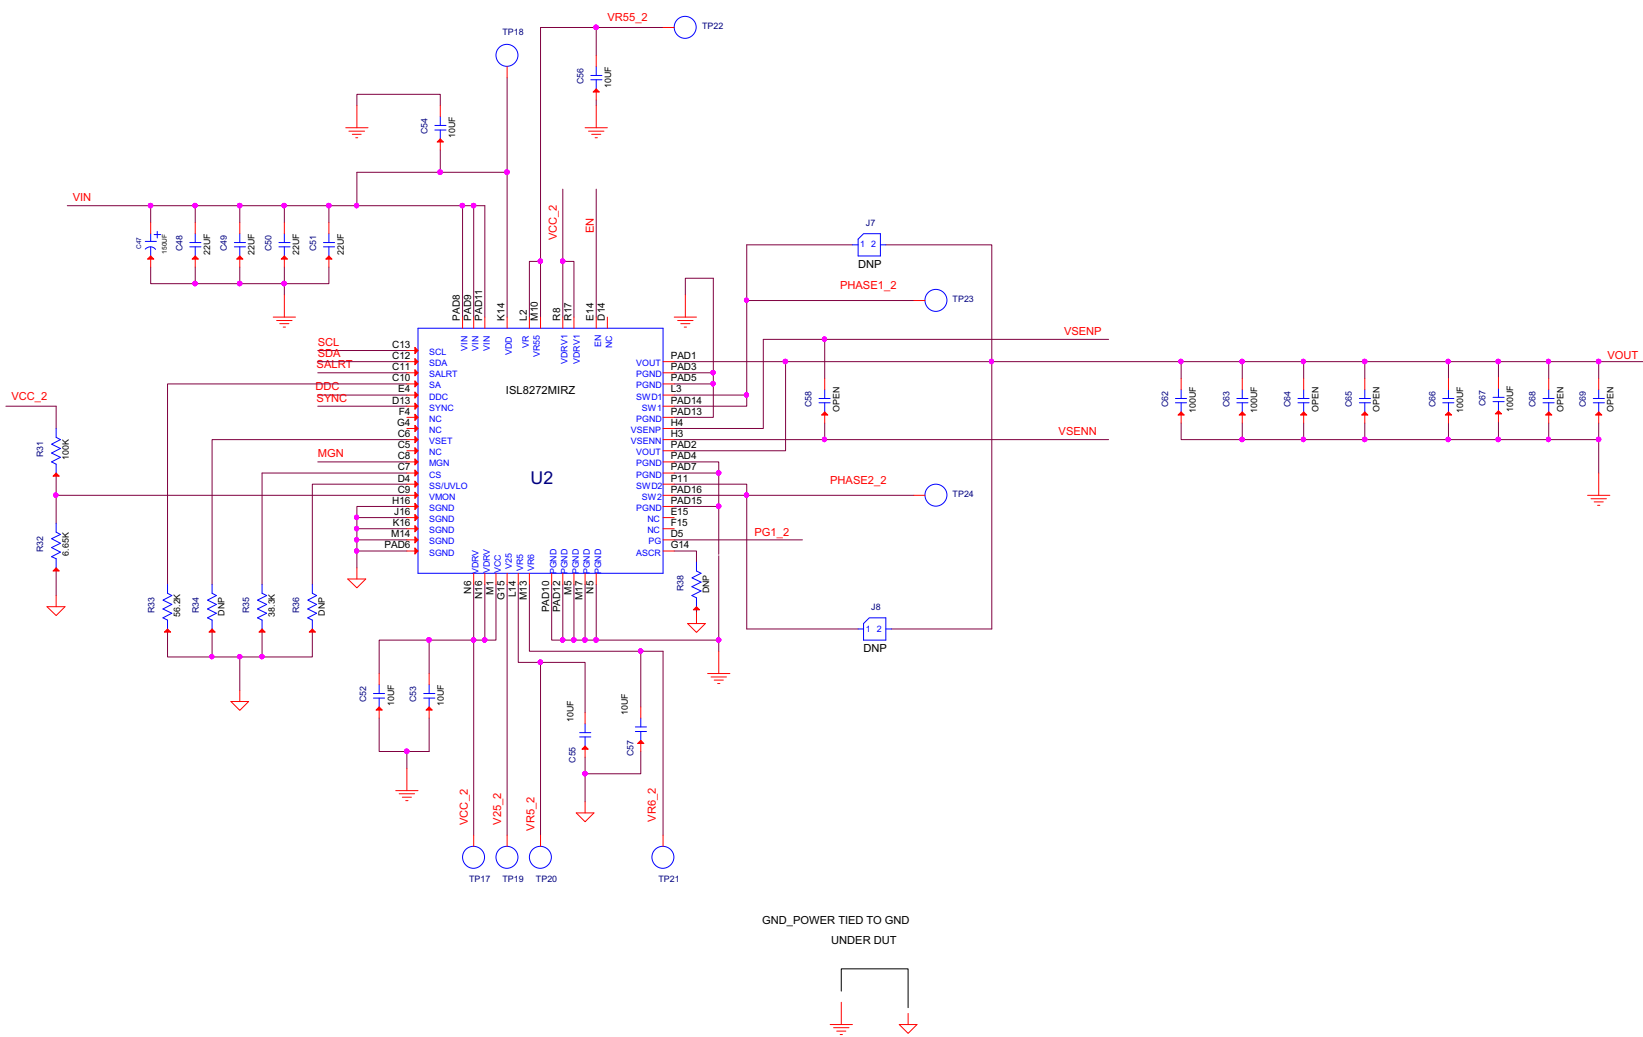 VR55_2
TP22
TP18
C56
10UF
C54
10UF
VIN
C47
+
150UF
C48
22UF
C49
22UF
C50
22UF
C51
22UF
VCC_2
EN
J7
1 2
DNP
PHASE1_2
TP23
PAD8
PAD9
PAD11
K14
L2
M10
R8
R17
E14
D14
VIN
VIN
VIN
VDD
VR
VR55
VDRV1
VDRV1
EN
NC
ISL8272MIRZ
U2
SCL
C13
SCL
SDA
C12
SDA
SALRT
C11
SALRT
C10
SA
DDC
E4
DDC
SYNC
D13
SYNC
F4
NC
G4
NC
C6
VSET
C5
NC
MGN
C8
MGN
C7
CS
D4
SS/UVLO
C9
VMON
H16
SGND
J16
SGND
K16
SGND
M14
SGND
PAD6
SGND
VOUT
PAD1
PGND
PAD3
PGND
PAD5
SWD1
L3
SW1
PAD14
PGND
PAD13
VSENP
H4
VSENN
H3
VOUT
PAD2
PGND
PAD4
PGND
PAD7
SWD2
P11
SW2
PAD16
PGND
PAD15
NC
E15
NC
F15
PG
D5
ASCR
G14
VSENP
VOUT
VSENN
C58
OPEN
C62
100UF
C63
100UF
C64
OPEN
C65
OPEN
C66
100UF
C67
100UF
C68
OPEN
C69
OPEN
PHASE2_2
TP24
PG1_2
R38
DNP
J8
1 2
DNP
VCC_2
R31
100K
R32
6.65K
R33
56.2K
R34
DNP
R35
38.3K
R36
DNP
VDRV
VDRV
VCC
V25
VR5
VR6
PGND
PGND
PGND
PGND
PGND
N6
N16
M1
G15
L14
M13
PAD10
PAD12
M5
M17
N5
C52
10UF
C53
10UF
C55
10UF
C57
10UF
VCC_2
V25_2
VR5_2
VR6_2
TP17
TP19
TP20
TP21
GND_POWER TIED TO GND
UNDER DUT